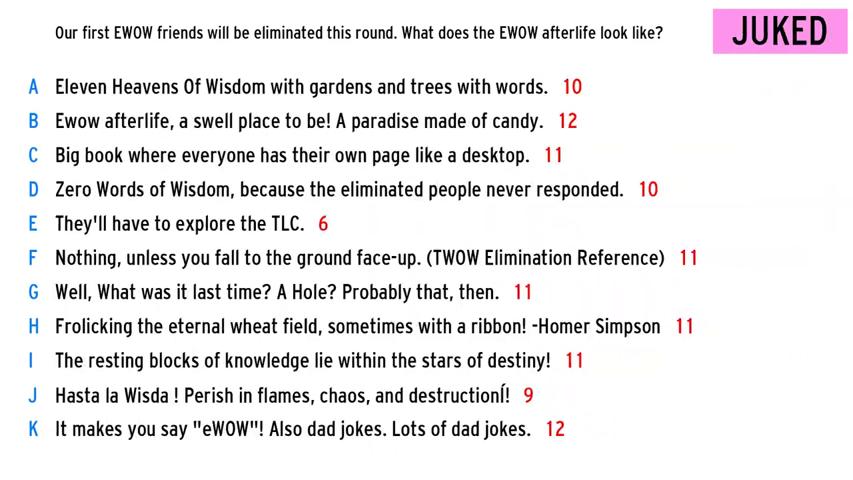 Our first EWOW friends will be eliminated this round. What does the EWOW afterlife look like?
JUKED
A Eleven Heavens Of Wisdom with gardens and trees with words. 10
B Ewow afterlife, a swell place to be! A paradise made of candy. 12
C Big book where everyone has their own page like a desktop. 11
D Zero Words of Wisdom, because the eliminated people never responded. 10
E They'll have to explore the TLC. 6
F Nothing, unless you fall to the ground face-up. (TWOW Elimination Reference) 11
G Well, What was it last time? A Hole? Probably that, then. 11
H Frolicking the eternal wheat field, sometimes with a ribbon! -Homer Simpson 11
I The resting blocks of knowledge lie within the stars of destiny! 11
J Hasta la Wisda ! Perish in flames, chaos, and destructionÍ! 9
K It makes you say "eWOW"! Also dad jokes. Lots of dad jokes. 12